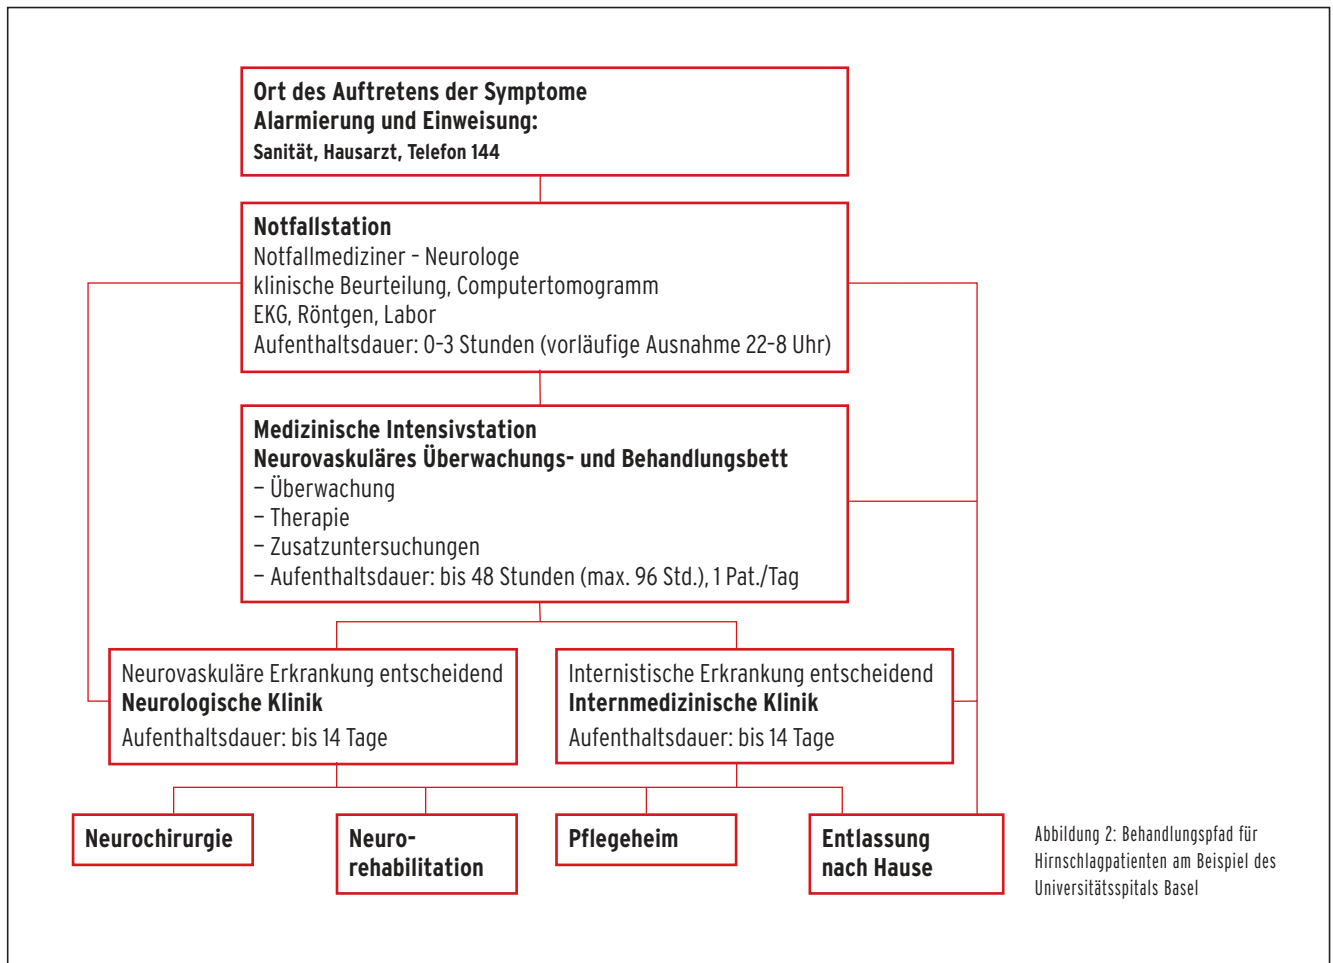 Ort des Auftretens der Symptome
Alarmierung und Einweisung:
Sanität, Hausarzt, Telefon 144
Notfallstation
Notfallmediziner – Neurologe
klinische Beurteilung, Computertomogramm
EKG, Röntgen, Labor
Aufenthaltsdauer: 0–3 Stunden (vorläufige Ausnahme 22–8 Uhr)
Medizinische Intensivstation
Neurovaskuläres Überwachungs- und Behandlungsbett
– Überwachung
– Therapie
– Zusatzuntersuchungen
– Aufenthaltsdauer: bis 48 Stunden (max. 96 Std.), 1 Pat./Tag
Neurovaskuläre Erkrankung entscheidend
Neurologische Klinik
Aufenthaltsdauer: bis 14 Tage
Internistische Erkrankung entscheidend
Internmedizinische Klinik
Aufenthaltsdauer: bis 14 Tage
Neurochirurgie
Neuro-
rehabilitation
Pflegeheim
Entlassung
nach Hause
Abbildung 2: Behandlungspfad für
Hirnschlagpatienten am Beispiel des
Universitätsspitals Basel